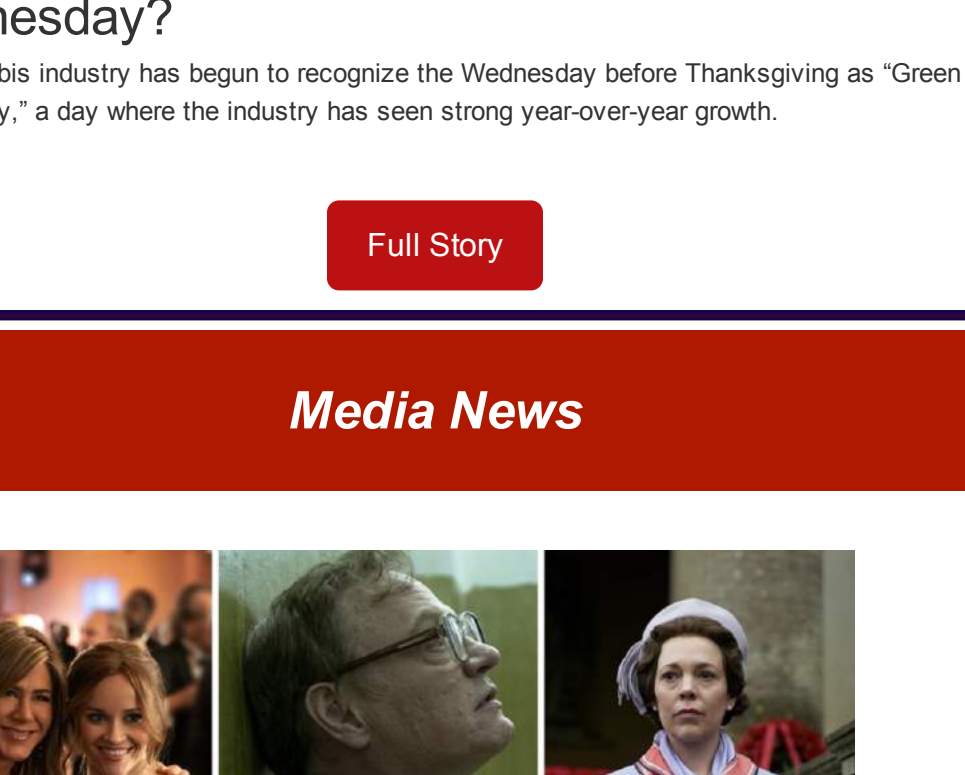 nesday?
bis industry has begun to recognize the Wednesday before Thanksgiving as “Green
y,” a day where the industry has seen strong year-over-year growth.
Full Story
Media News